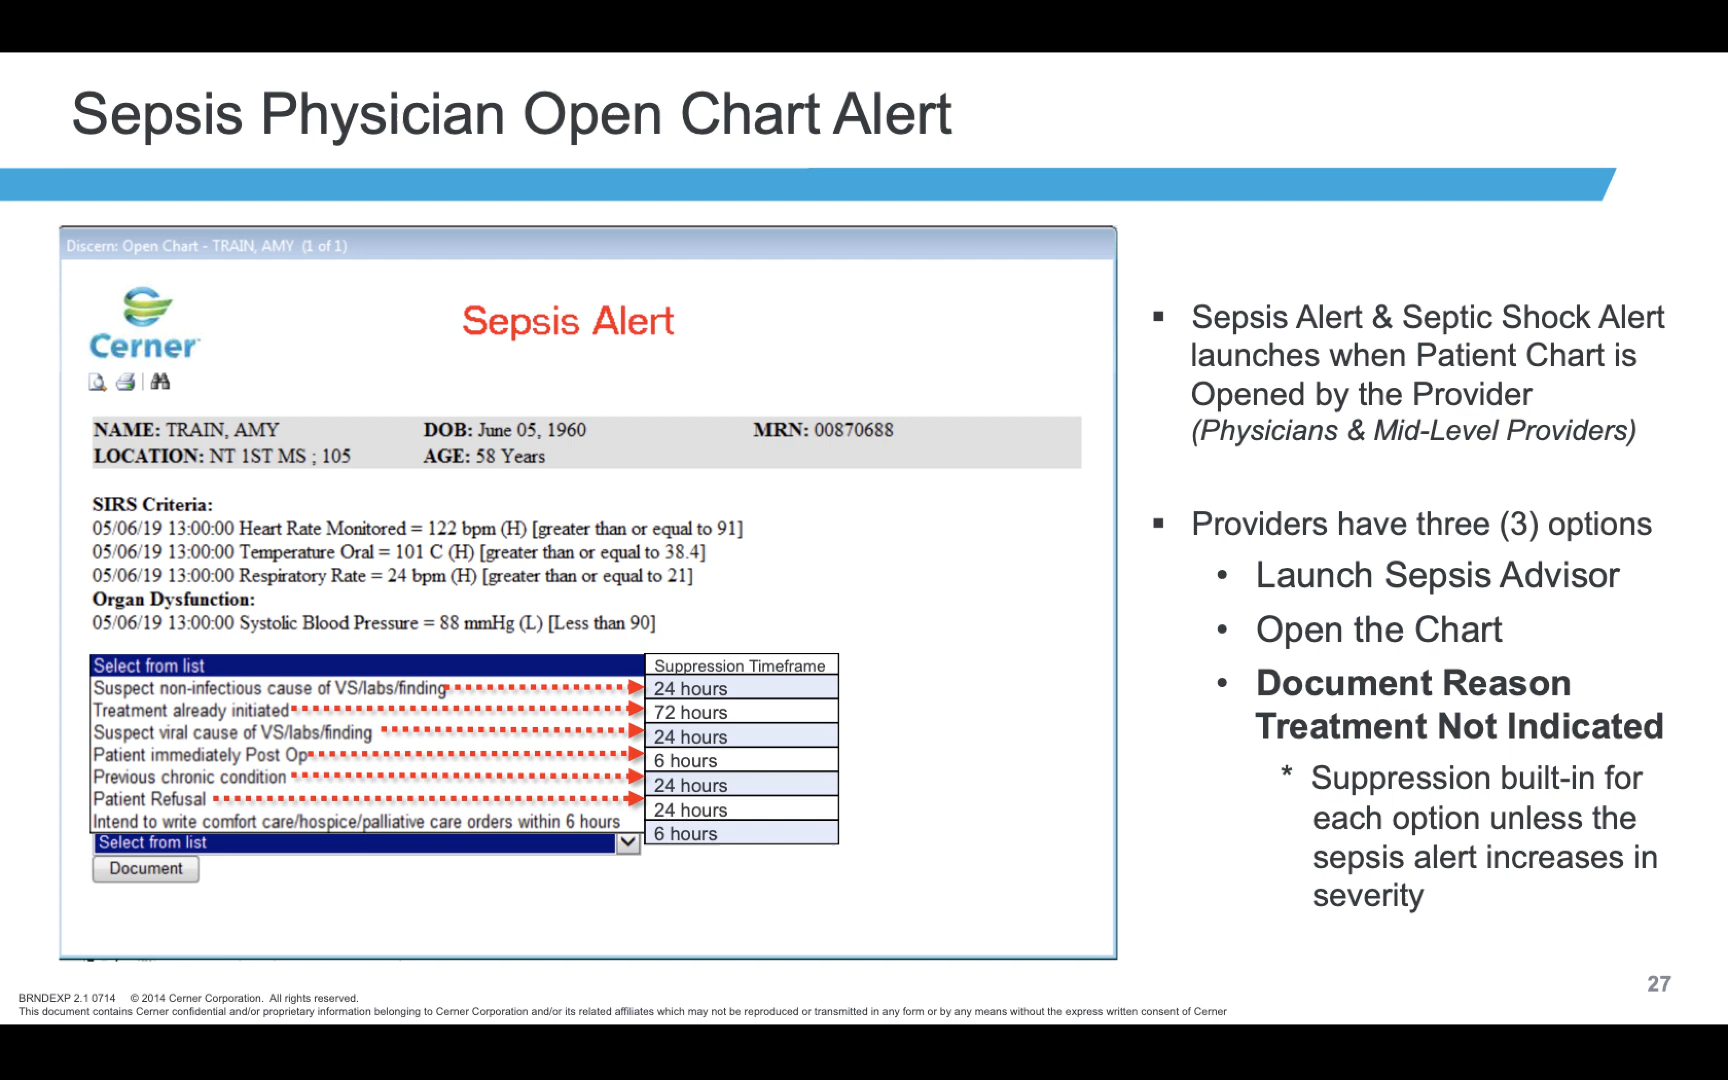 Sepsis Physician Open Chart Alert
Discern: Open Chart - TRAIN, AMY (1 of 1)
Cerner
Sepsis Alert
NAME: TRAIN, AMY DOB: June 05, 1960 MRN: 00870688
LOCATION: NT 1ST MS ; 105 AGE: 58 Years
SIRS Criteria:
05/06/19 13:00:00 Heart Rate Monitored = 122 bpm (H) [greater than or equal to 91]
05/06/19 13:00:00 Temperature Oral = 101 C (H) [greater than or equal to 38.4]
05/06/19 13:00:00 Respiratory Rate = 24 bpm (H) [greater than or equal to 21]
Organ Dysfunction:
05/06/19 13:00:00 Systolic Blood Pressure = 88 mmHg (L) [Less than 90]
Select from list Suppression Timeframe
Suspect non-infectious cause of VS/labs/finding 24 hours
Treatment already initiated 72 hours
Suspect viral cause of VS/labs/finding 24 hours
Patient immediately Post Op 6 hours
Previous chronic condition 24 hours
Patient Refusal 24 hours
Intend to write comfort care/hospice/palliative care orders within 6 hours 6 hours
Select from list
Document
▪ Sepsis Alert & Septic Shock Alert
launches when Patient Chart is
Opened by the Provider
(Physicians & Mid-Level Providers)
▪ Providers have three (3) options
• Launch Sepsis Advisor
• Open the Chart
• Document Reason
Treatment Not Indicated
* Suppression built-in for
each option unless the
sepsis alert increases in
severity
27
BRNDEXP 2.1 0714 © 2014 Cerner Corporation. All rights reserved.
This document contains Cerner confidential and/or proprietary information belonging to Cerner Corporation and/or its related affiliates which may not be reproduced or transmitted in any form or by any means without the express written consent of Cerner